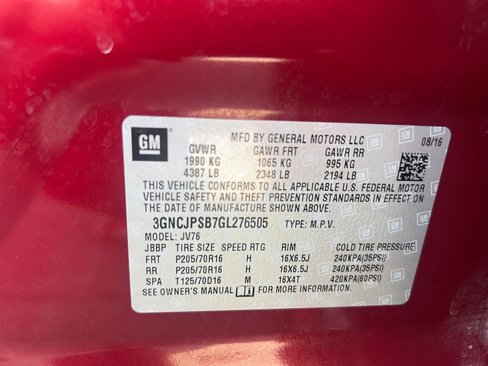 GM
MFD BY GENERAL MOTORS LLC
08/16
GVWR GAWR FRT GAWR RR
1990 KG 1065 KG 995 KG
4387 LB 2348 LB 2194 LB
THIS VEHICLE CONFORMS TO ALL APPLICABLE U.S. FEDERAL MOTOR
VEHICLE SAFETY AND THEFT PREVENTION STANDARDS IN EFFECT ON
THE DATE OF MANUFACTURE SHOWN ABOVE.
3GNCJPSB7GL276505 TYPE: M.P.V.
MODEL: JV76
JBBP TIRE SIZE SPEED RTG RIM COLD TIRE PRESSURE
FRT P205/70R16 H 16X6.5J 240KPA(35PSI)
RR P205/70R16 H 16X6.5J 240KPA(35PSI)
SPA T125/70D16 M 16X4T 420KPA(60PSI)
SEE OWNER'S MANUAL FOR MORE INFORMATION.